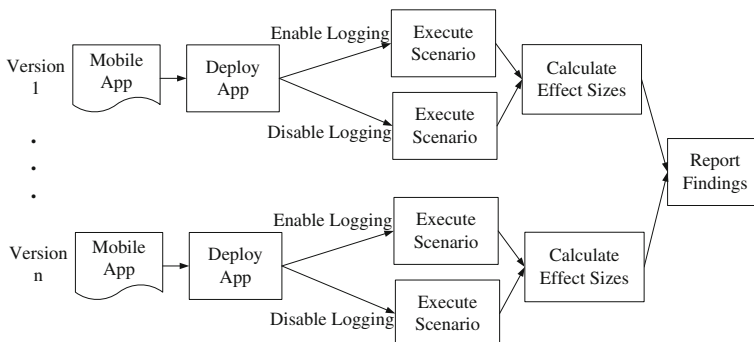 Enable Logging
Execute
Scenario
Version
1
Mobile
App
Deploy
App
Calculate
Effect Sizes
Disable Logging
Execute
Scenario
Report
Findings
Enable Logging
Execute
Scenario
Version
n
Mobile
App
Deploy
App
Calculate
Effect Sizes
Disable Logging
Execute
Scenario